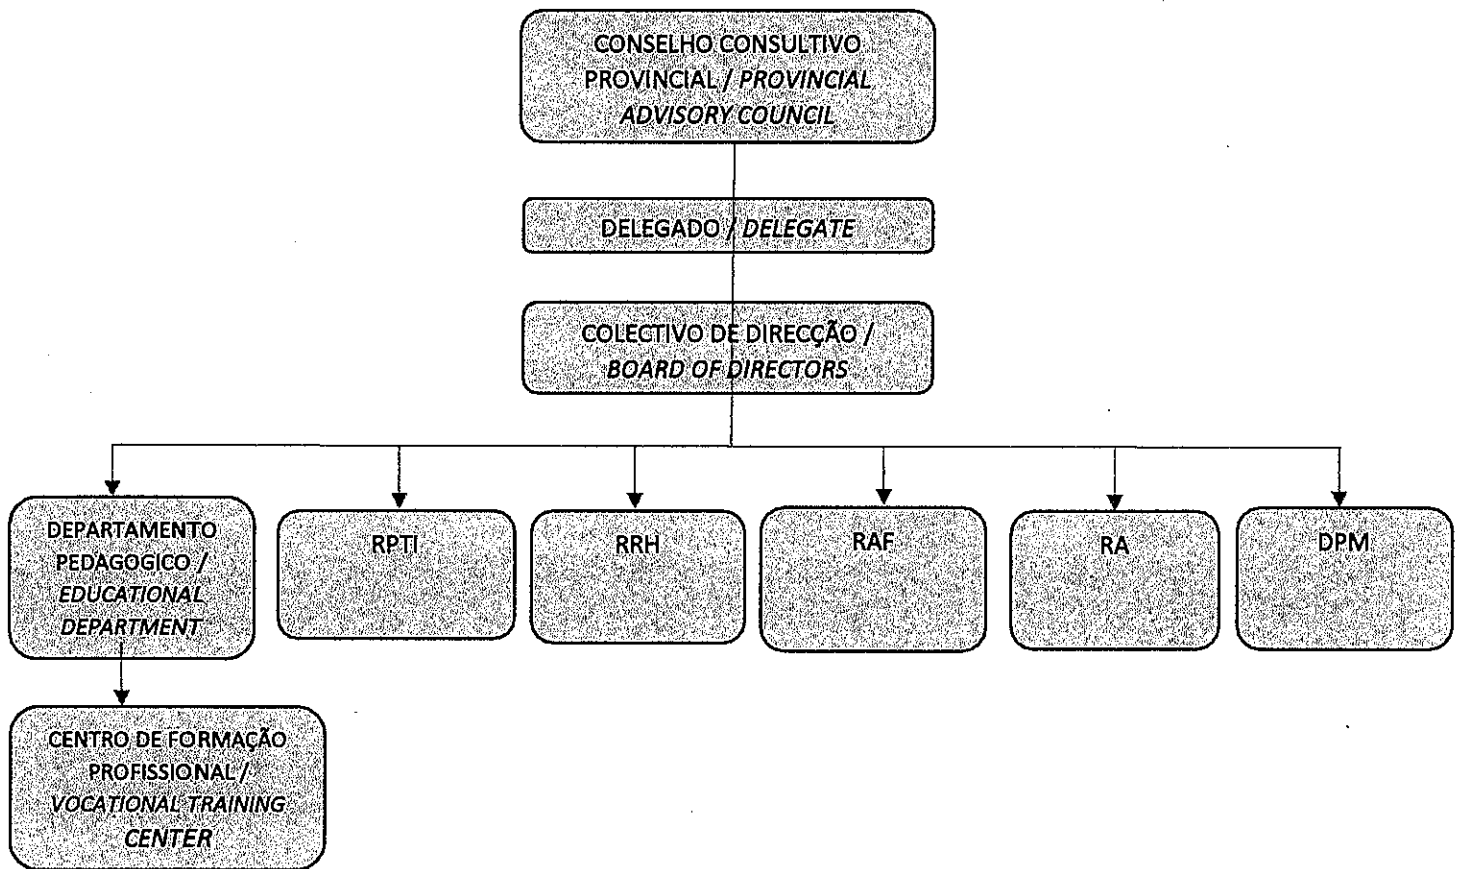 CONSELHO CONSULTIVO
PROVINCIAL / PROVINCIAL
ADVISORY COUNCIL
DELEGADO / DELEGATE
COLECTIVO DE DIRECÇÃO /
BOARD OF DIRECTORS
DEPARTAMENTO
PEDAGOGICO /
EDUCATIONAL
DEPARTMENT
RPTI
RRH
RAF
RA
DPM
CENTRO DE FORMAÇÃO
PROFISSIONAL /
VOCATIONAL TRAINING
CENTER